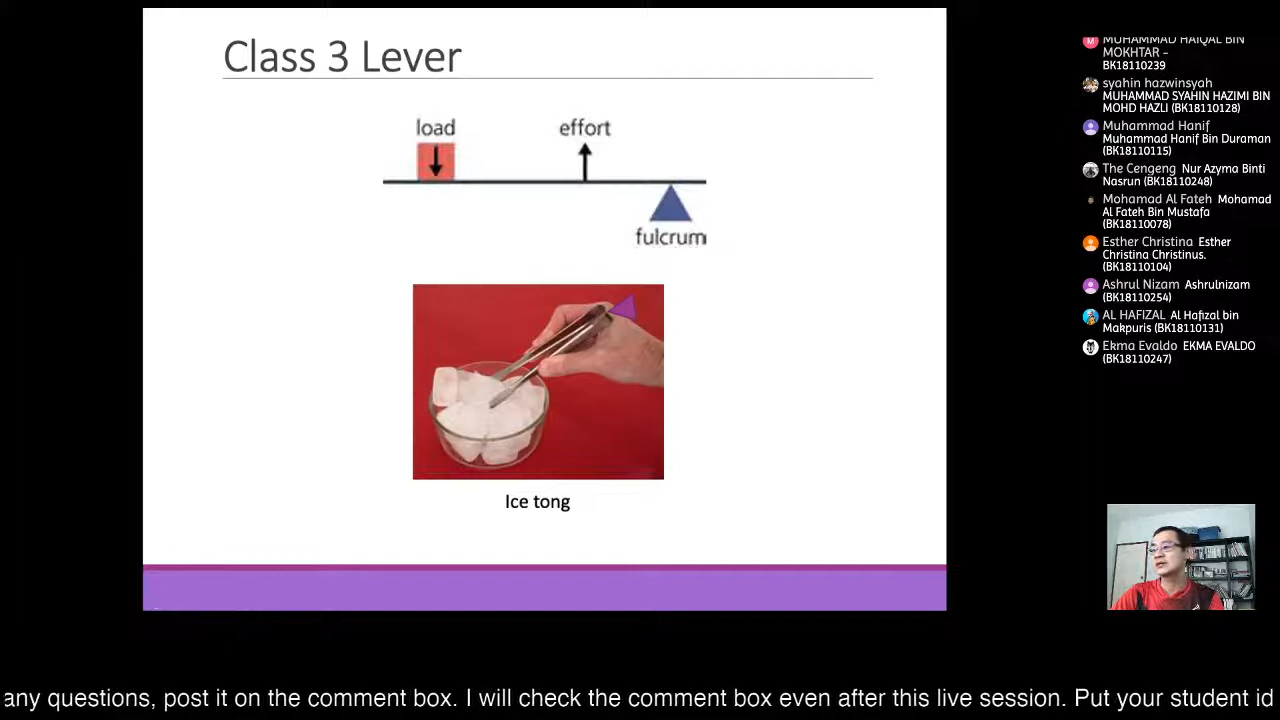 Class 3 Lever
load
effort
fulcrum
Ice tong
MUHAMMAD HAIQAL BIN
MOKHTAR -
BK18110239
syahin hazwinsyah
MUHAMMAD SYAHIN HAZIMI BIN
MOHD HAZLI (BK18110128)
Muhammad Hanif
Muhammad Hanif Bin Duraman
(BK18110115)
The Cengeng Nur Azyma Binti
Nasrun (BK18110248)
Mohamad Al Fateh Mohamad
Al Fateh Bin Mustafa
(BK18110078)
Esther Christina Esther
Christina Christinus.
(BK18110104)
Ashrul Nizam Ashrulnizam
(BK18110254)
AL HAFIZAL Al Hafizal bin
Makpuris (BK18110131)
Ekma Evaldo EKMA EVALDO
(BK18110247)
any questions, post it on the comment box. I will check the comment box even after this live session. Put your student id